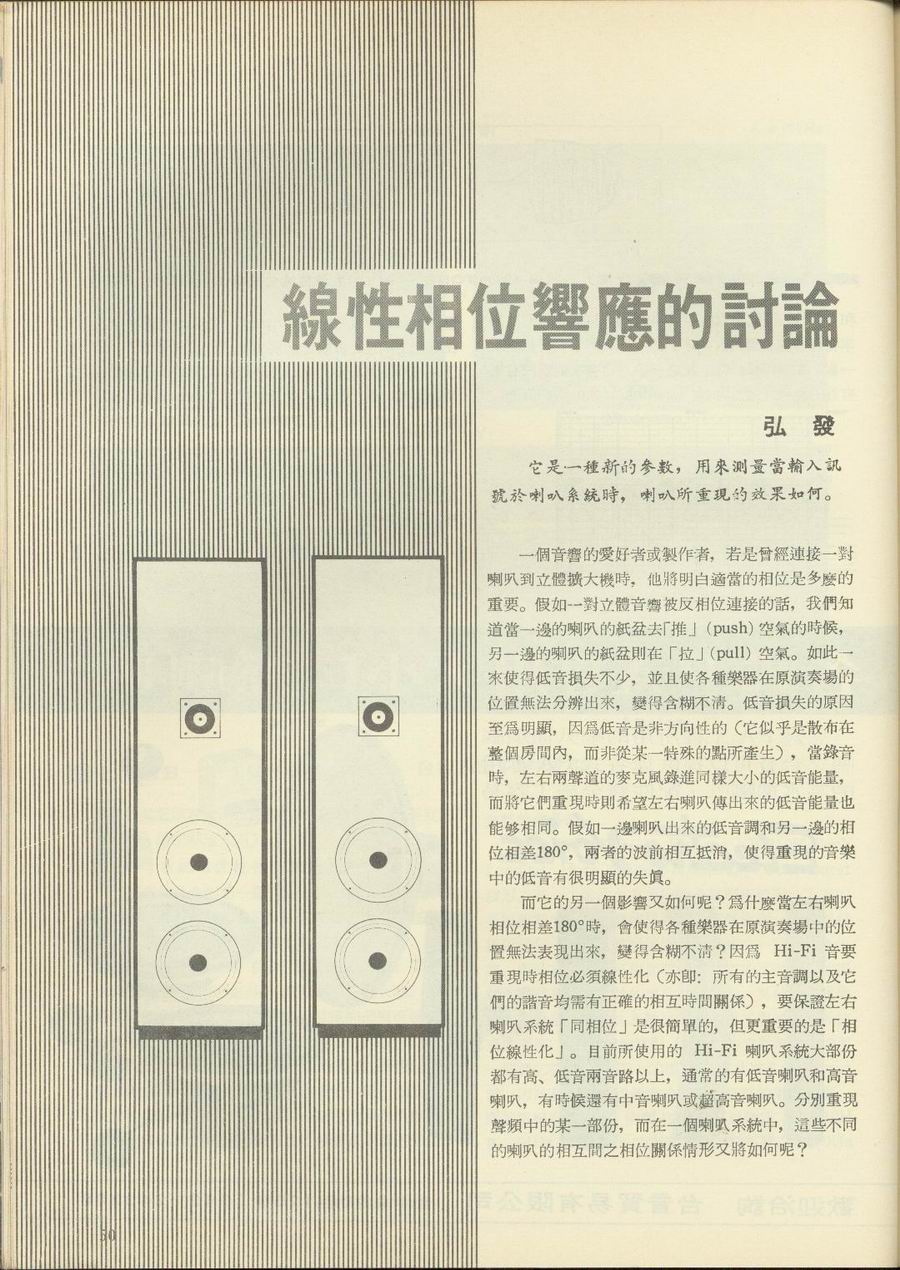 線性相位響應的討論
弘 發
它是一種新的參數，用來測量當輸入訊
號於喇叭系統時，喇叭所重現的效果如何。
一個音響的愛好者或製作者，若是曾經連接一對
喇叭到立體擴大機時，他將明白適當的相位是多麼的
重要。假如一對立體音響被反相位連接的話，我們知
道當一邊的喇叭的紙盆去「推」(push) 空氣的時候，
另一邊的喇叭的紙盆則在「拉」(pull) 空氣。如此一
來使得低音損失不少，並且使各種樂器在原演奏場的
位置無法分辨出來，變得含糊不清。低音損失的原因
至爲明顯，因爲低音是非方向性的（它似乎是散布在
整個房間內，而非從某一特殊的點所產生），當錄音
時，左右兩聲道的麥克風錄進同樣大小的低音能量，
而將它們重現時則希望左右喇叭傳出來的低音能量也
能够相同。假如一邊喇叭出來的低音調和另一邊的相
位相差180°，兩者的波前相互抵消，使得重現的音樂
中的低音有很明顯的失眞。
而它的另一個影響又如何呢？爲什麼當左右喇叭
相位相差180°時，會使得各種樂器在原演奏場中的位
置無法表現出來，變得含糊不清？因爲 Hi-Fi 音要
重現時相位必須線性化（亦卽：所有的主音調以及它
們的諧音均需有正確的相互時間關係），要保證左右
喇叭系統「同相位」是很簡單的，但更重要的是「相
位線性化」。目前所使用的 Hi-Fi 喇叭系統大部份
都有高、低音兩音路以上，通常的有低音喇叭和高音
喇叭，有時候還有中音喇叭或超高音喇叭。分別重現
聲頻中的某一部份，而在一個喇叭系統中，這些不同
的喇叭的相互間之相位關係情形又將如何呢？
50